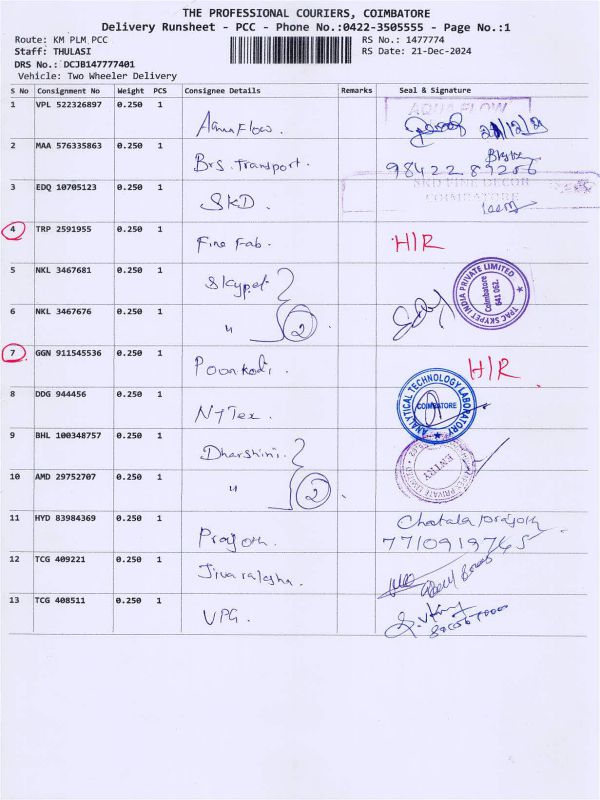 THE PROFESSIONAL COURIERS, COIMBATORE
Delivery Runsheet - PCC - Phone No.:0422-3505555 - Page No.:1
Route: KM PLM PCC RS No.: 1477774
Staff: THULASI RS Date: 21-Dec-2024
DRS No.: DCJB147777401
Vehicle: Two Wheeler Delivery
S No Consignment No Weight PCS Consignee Details Remarks Seal & Signature
1 VPL 522326897 0.250 1 Aqua Flow. AQUA FLOW
2 MAA 576335863 0.250 1 Brs. Transport. 98422 89206
3 EDQ 10705123 0.250 1 SKD. SKD FINE DECOR COIMBATORE
4 TRP 2591955 0.250 1 Fine Fab. H/R
5 NKL 3467681 0.250 1 Skypet TPAC SKYPET INDIA PRIVATE LIMITED Coimbatore 641 062.
6 NKL 3467676 0.250 1 " 2
7 GGN 911545536 0.250 1 Poonkodi. H/R
8 DDG 944456 0.250 1 NyTex. ANALYTICAL TECHNOLOGY LABORATORY COIMBATORE
9 BHL 100348757 0.250 1 Dharshini. ENTRY
10 AMD 29752707 0.250 1 " 2
11 HYD 83984369 0.250 1 Prajoth. 7710919765
12 TCG 409221 0.250 1
13 TCG 408511 0.250 1 VPG.